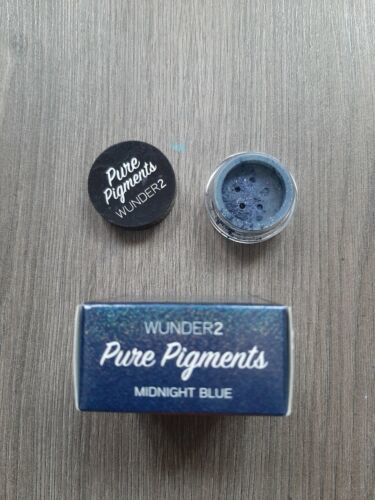 Pure
Pigments
WUNDER2
WUNDER2
Pure Pigments
MIDNIGHT BLUE